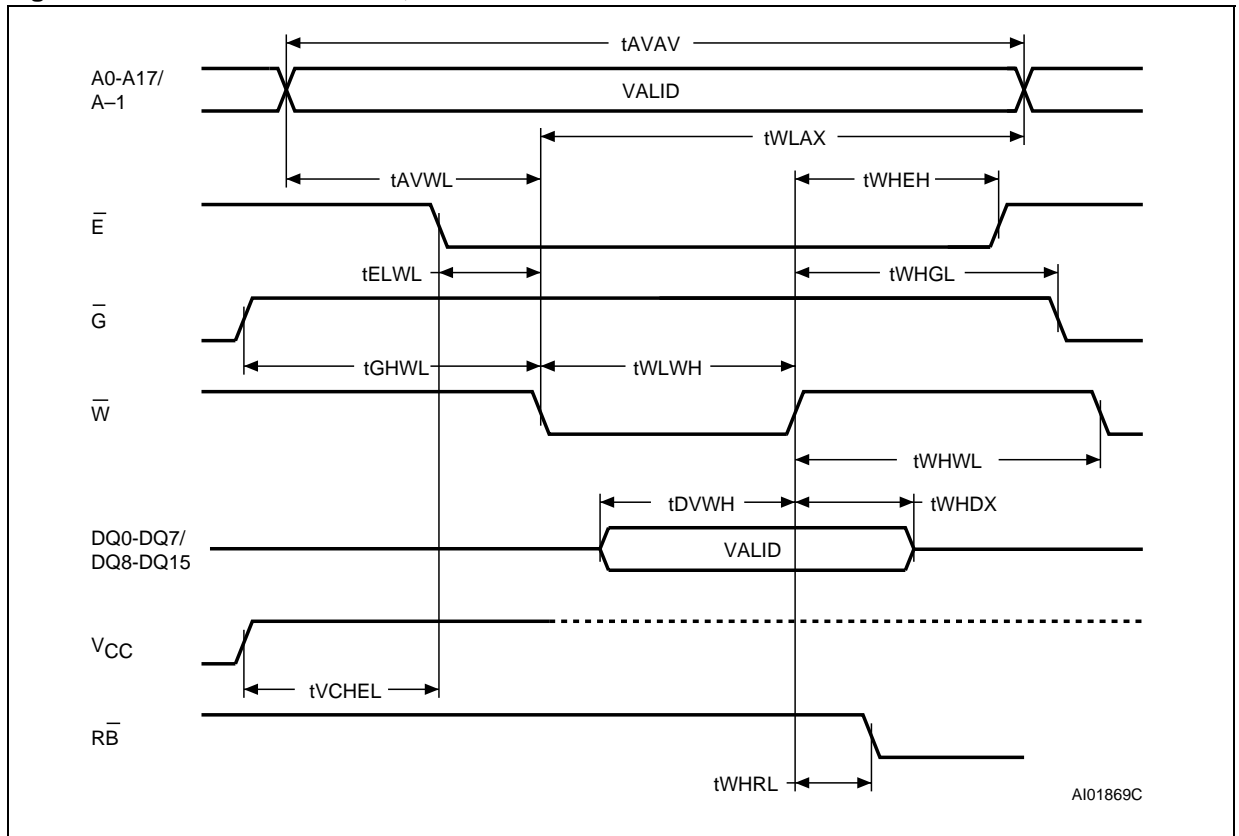 tAVAV
A0-A17/
A–1
VALID
tWLAX
tAVWL
tWHEH
E̅
tELWL
tWHGL
G̅
tGHWL
tWLWH
W̅
tWHWL
tDVWH
tWHDX
DQ0-DQ7/
DQ8-DQ15
VALID
VCC
tVCHEL
RB̅
tWHRL
AI01869C